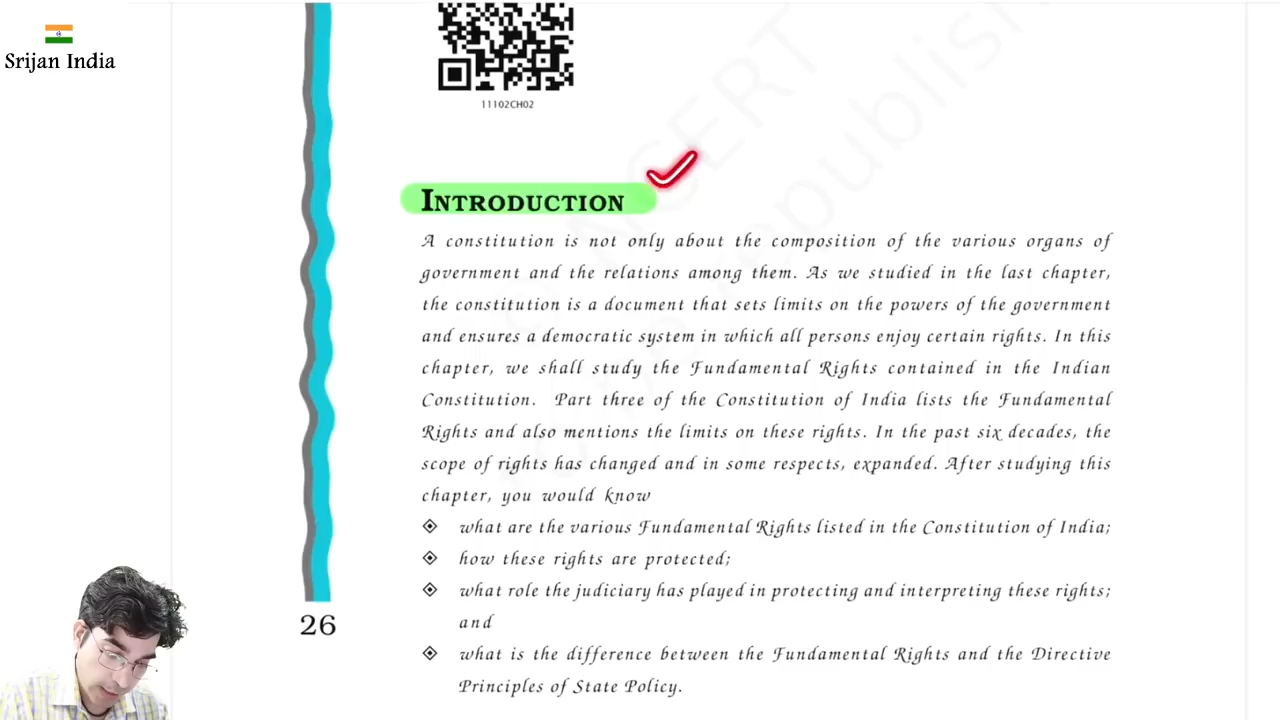 Srijan India
11102CH02
NCERT
republish
INTRODUCTION
A constitution is not only about the composition of the various organs of
government and the relations among them. As we studied in the last chapter,
the constitution is a document that sets limits on the powers of the government
and ensures a democratic system in which all persons enjoy certain rights. In this
chapter, we shall study the Fundamental Rights contained in the Indian
Constitution. Part three of the Constitution of India lists the Fundamental
Rights and also mentions the limits on these rights. In the past six decades, the
scope of rights has changed and in some respects, expanded. After studying this
chapter, you would know
what are the various Fundamental Rights listed in the Constitution of India;
how these rights are protected;
what role the judiciary has played in protecting and interpreting these rights;
and
what is the difference between the Fundamental Rights and the Directive
Principles of State Policy.
26